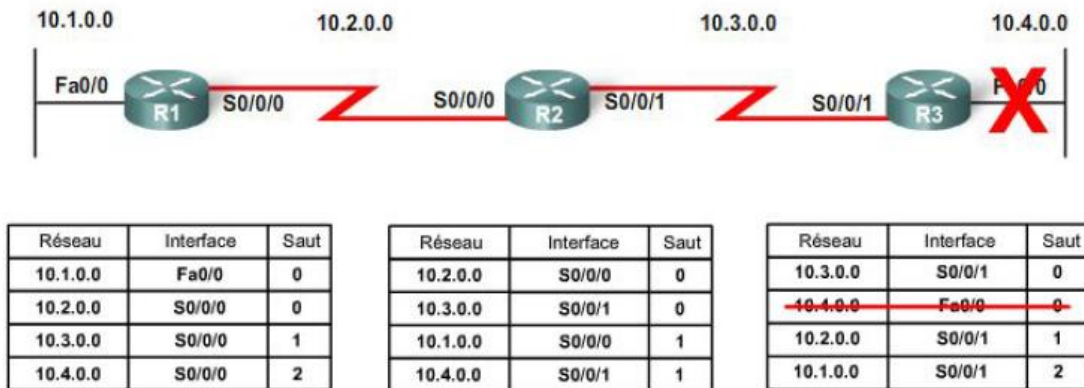 10.1.0.0 10.2.0.0 10.3.0.0 10.4.0.0
Fa0/0 R1 S0/0/0 S0/0/0 R2 S0/0/1 S0/0/1 R3
Réseau Interface Saut
10.1.0.0 Fa0/0 0
10.2.0.0 S0/0/0 0
10.3.0.0 S0/0/0 1
10.4.0.0 S0/0/0 2
Réseau Interface Saut
10.2.0.0 S0/0/0 0
10.3.0.0 S0/0/1 0
10.1.0.0 S0/0/0 1
10.4.0.0 S0/0/1 1
Réseau Interface Saut
10.3.0.0 S0/0/1 0
10.4.0.0 Fa0/0 0
10.2.0.0 S0/0/1 1
10.1.0.0 S0/0/1 2